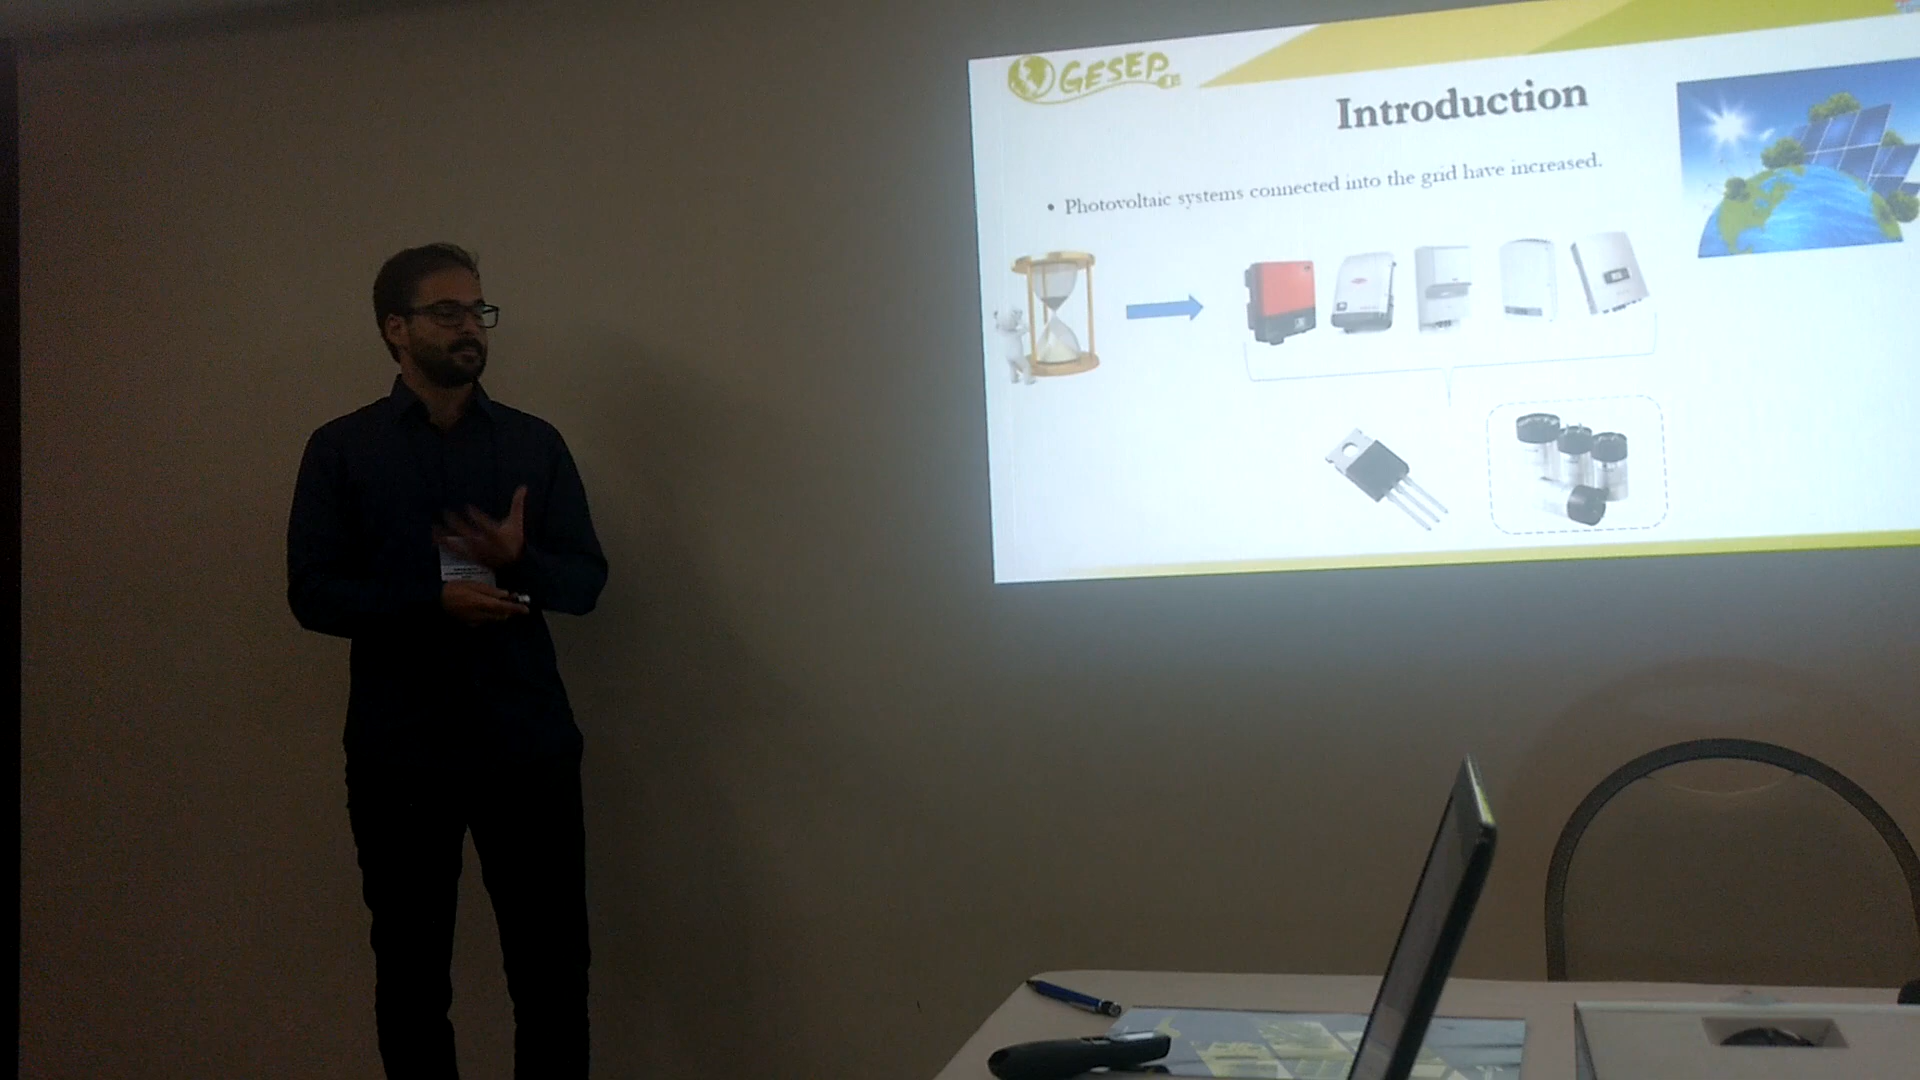 GESEP
Introduction
• Photovoltaic systems connected into the grid have increased.